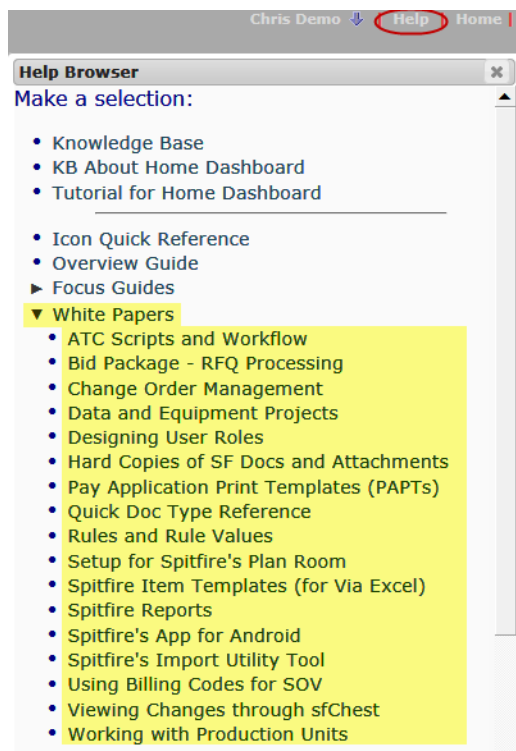 Chris Demo | Help | Home |
Help Browser
Make a selection:
Knowledge Base
KB About Home Dashboard
Tutorial for Home Dashboard
Icon Quick Reference
Overview Guide
Focus Guides
White Papers
ATC Scripts and Workflow
Bid Package - RFQ Processing
Change Order Management
Data and Equipment Projects
Designing User Roles
Hard Copies of SF Docs and Attachments
Pay Application Print Templates (PAPTs)
Quick Doc Type Reference
Rules and Rule Values
Setup for Spitfire's Plan Room
Spitfire Item Templates (for Via Excel)
Spitfire Reports
Spitfire's App for Android
Spitfire's Import Utility Tool
Using Billing Codes for SOV
Viewing Changes through sfChest
Working with Production Units